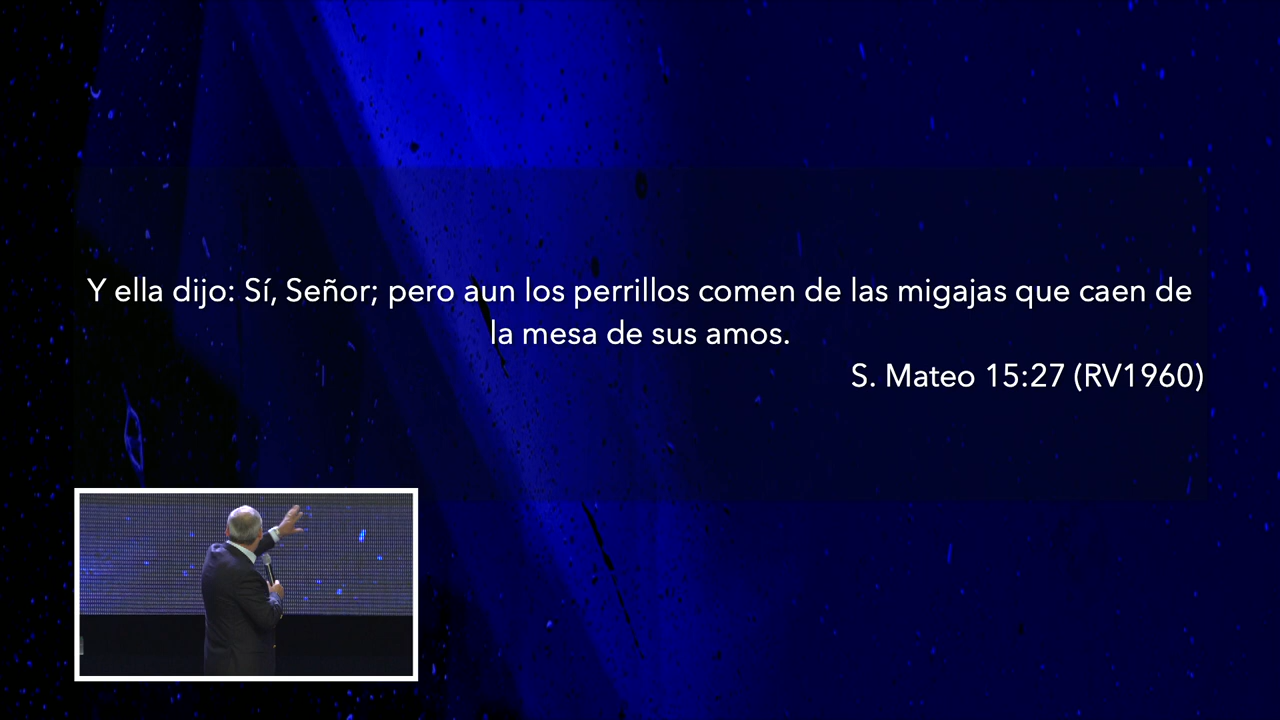 Y ella dijo: Sí, Señor; pero aun los perrillos comen de las migajas que caen de
la mesa de sus amos.
S. Mateo 15:27 (RV1960)